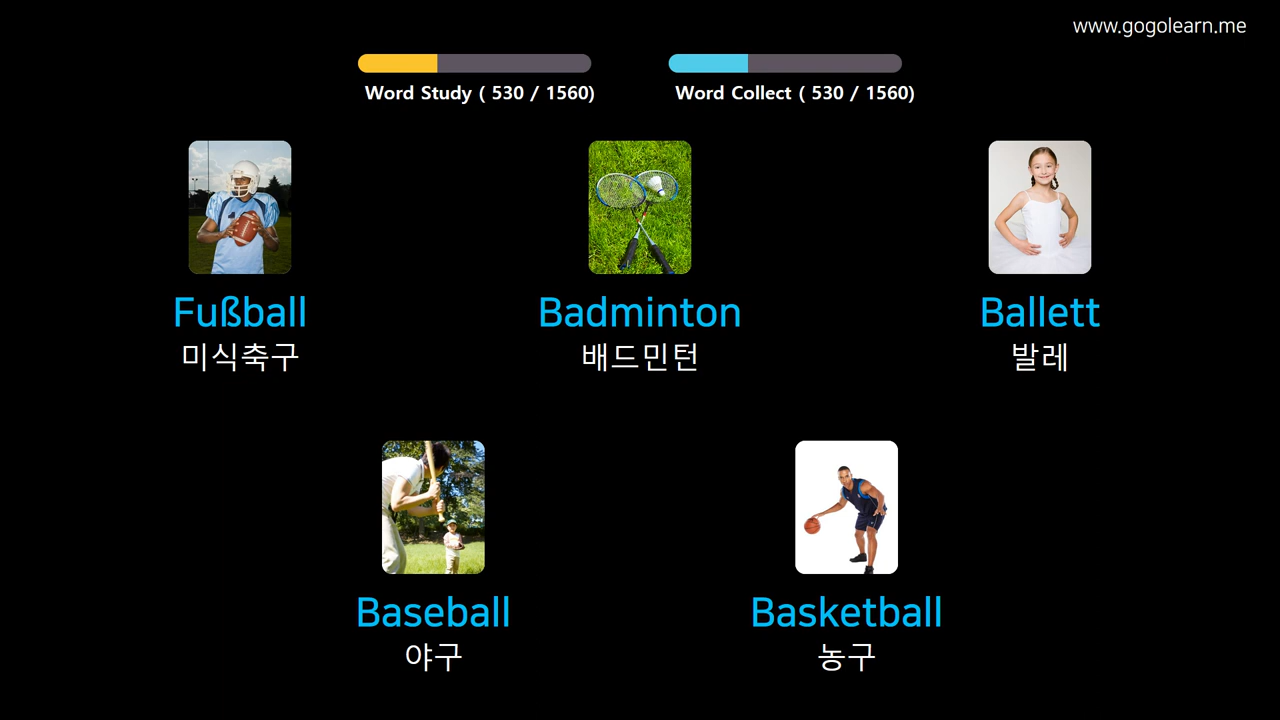 www.gogolearn.me
Word Study ( 530 / 1560)
Word Collect ( 530 / 1560)
Fußball
미식축구
Badminton
배드민턴
Ballett
발레
Baseball
야구
Basketball
농구